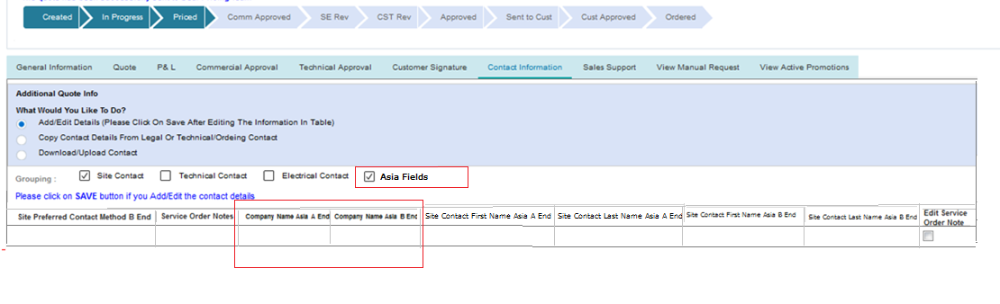 Created In Progress Priced Comm Approved SE Rev CST Rev Approved Sent to Cust Cust Approved Ordered
General Information Quote P& L Commercial Approval Technical Approval Customer Signature Contact Information Sales Support View Manual Request View Active Promotions
Additional Quote Info
What Would You Like To Do?
Add/Edit Details (Please Click On Save After Editing The Information In Table)
Copy Contact Details From Legal Or Technical/Ordeing Contact
Download/Upload Contact
Grouping : Site Contact Technical Contact Electrical Contact Asia Fields
Please click on SAVE button if you Add/Edit the contact details
Site Preferred Contact Method B End Service Order Notes Company Name Asia A End Company Name Asia B End Site Contact First Name Asia A End Site Contact Last Name Asia A End Site Contact First Name Asia B End Site Contact Last Name Asia B End Edit Service
Order Note